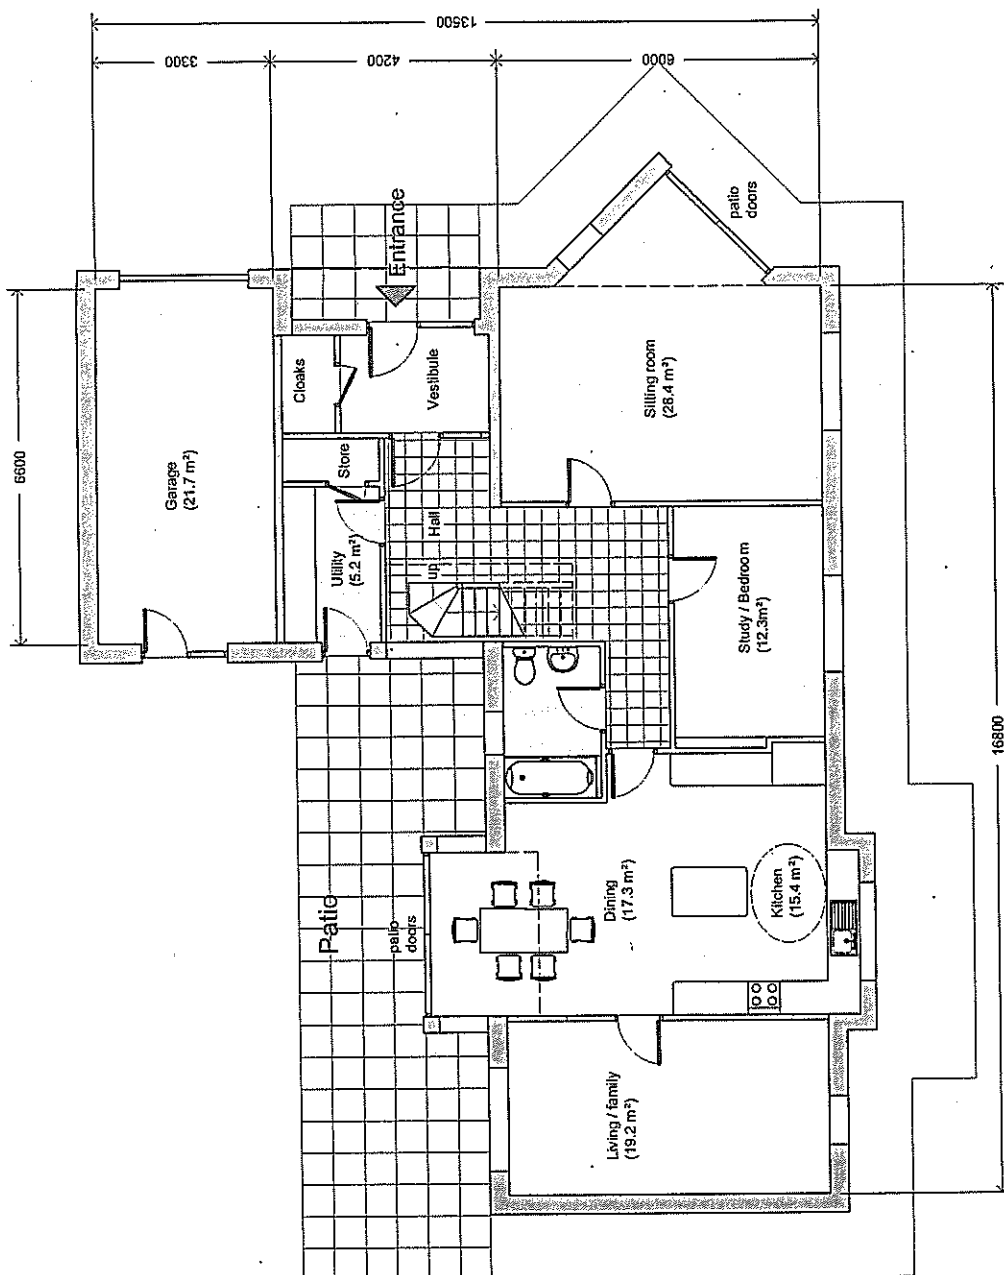 13500
3300
4200
6000
6600
16800
Entrance
patio
doors
Cloaks
Vestibule
Garage
(21.7 m²)
Store
Utility
(5.2 m²)
Hall
up
Sitting room
(28.4 m²)
Study / Bedroom
(12.3m²)
Patio
patio
doors
Dining
(17.3 m²)
Kitchen
(15.4 m²)
Living / family
(19.2 m²)